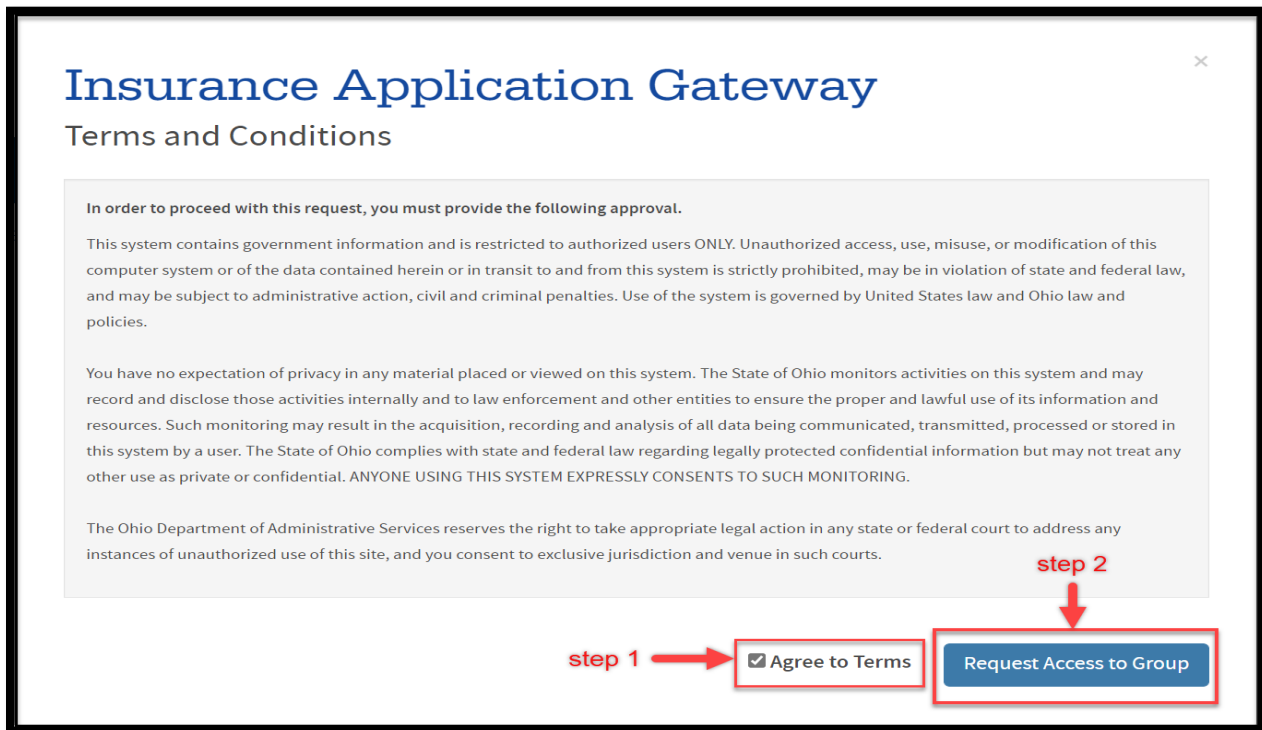 ×
Insurance Application Gateway
Terms and Conditions
In order to proceed with this request, you must provide the following approval.
This system contains government information and is restricted to authorized users ONLY. Unauthorized access, use, misuse, or modification of this
computer system or of the data contained herein or in transit to and from this system is strictly prohibited, may be in violation of state and federal law,
and may be subject to administrative action, civil and criminal penalties. Use of the system is governed by United States law and Ohio law and
policies.
You have no expectation of privacy in any material placed or viewed on this system. The State of Ohio monitors activities on this system and may
record and disclose those activities internally and to law enforcement and other entities to ensure the proper and lawful use of its information and
resources. Such monitoring may result in the acquisition, recording and analysis of all data being communicated, transmitted, processed or stored in
this system by a user. The State of Ohio complies with state and federal law regarding legally protected confidential information but may not treat any
other use as private or confidential. ANYONE USING THIS SYSTEM EXPRESSLY CONSENTS TO SUCH MONITORING.
The Ohio Department of Administrative Services reserves the right to take appropriate legal action in any state or federal court to address any
instances of unauthorized use of this site, and you consent to exclusive jurisdiction and venue in such courts.
step 2
step 1
Agree to Terms
Request Access to Group